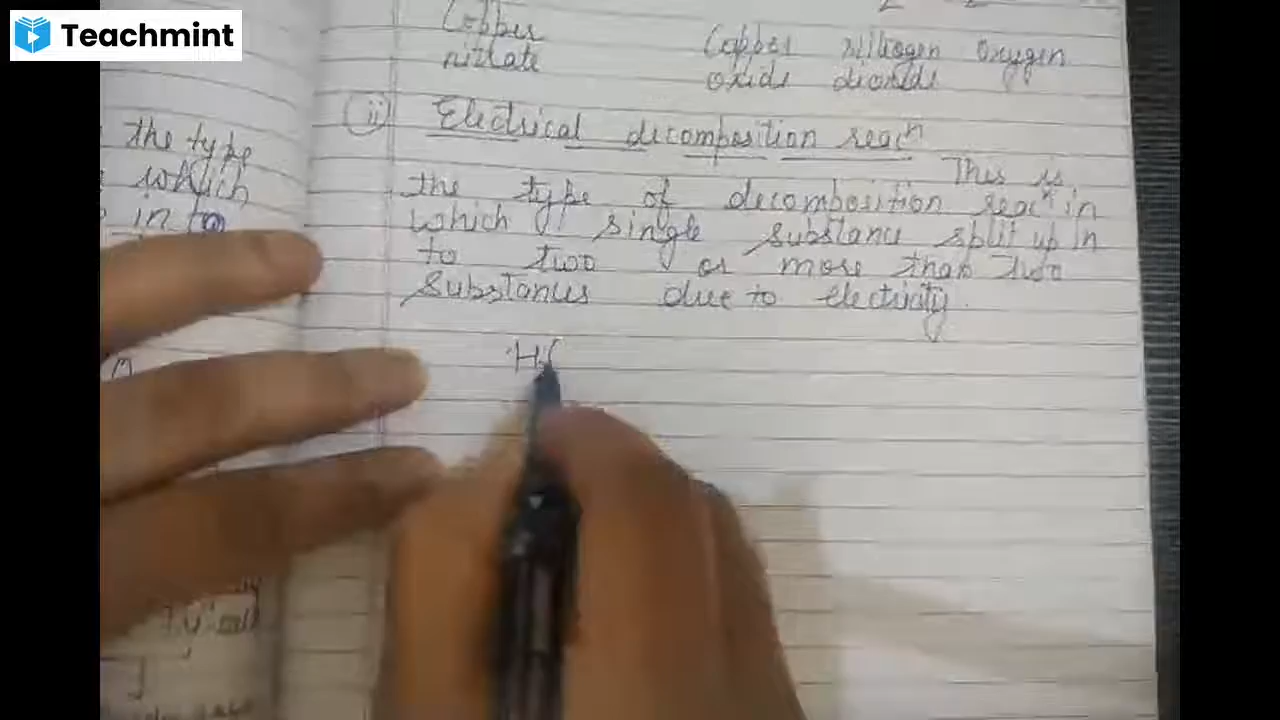 Teachmint
Copper
nitrate
Copper nitrogen oxygen
oxide dioxide
the type
which
in to
(ii) Electrical decomposition reacn
This is
the type of decomposition reacn in
which single substance split up in
to two or more than two
substances due to electricity.
H